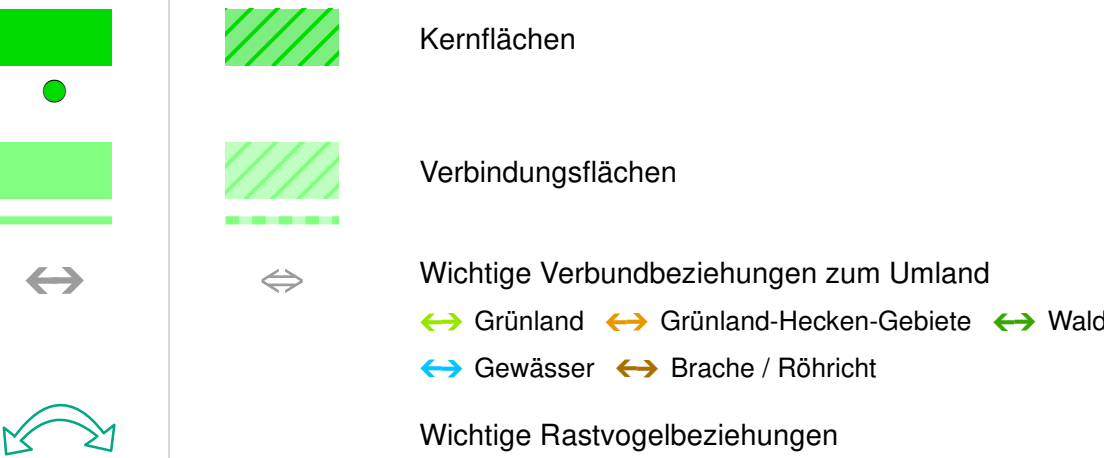 Kernflächen
Verbindungsflächen
Wichtige Verbundbeziehungen zum Umland
Grünland Grünland-Hecken-Gebiete Wald
Gewässer Brache / Röhricht
Wichtige Rastvogelbeziehungen